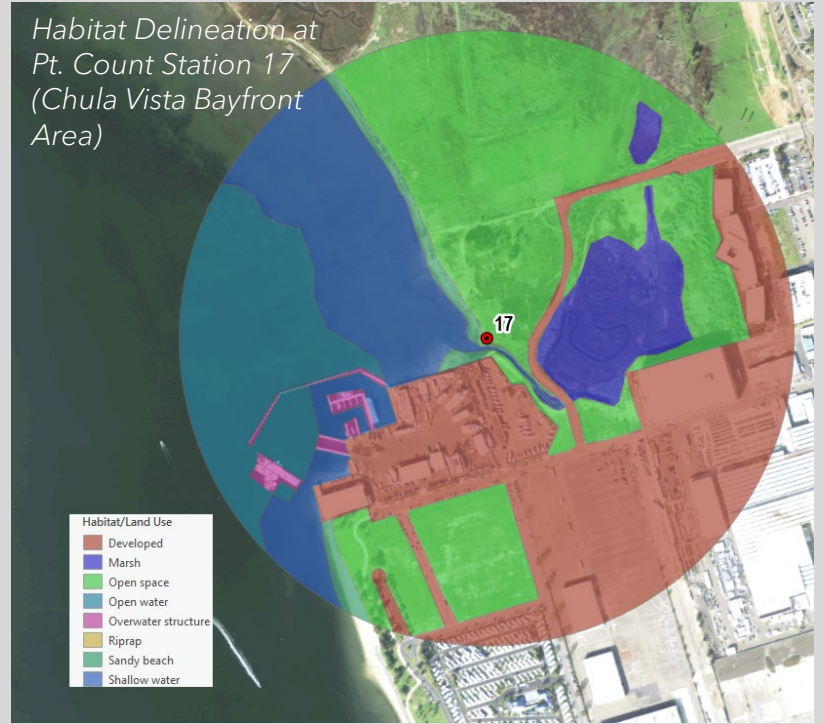 Habitat Delineation at
Pt. Count Station 17
(Chula Vista Bayfront
Area)
17
Habitat/Land Use
Developed
Marsh
Open space
Open water
Overwater structure
Riprap
Sandy beach
Shallow water